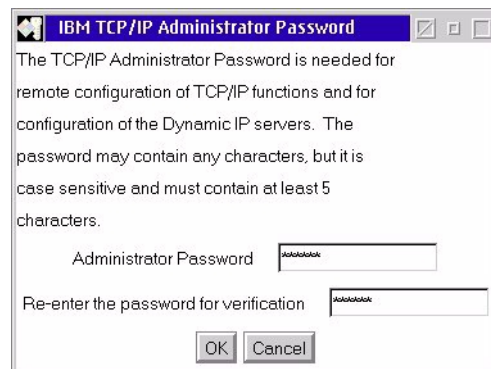 IBM TCP/IP Administrator Password
The TCP/IP Administrator Password is needed for
remote configuration of TCP/IP functions and for
configuration of the Dynamic IP servers. The
password may contain any characters, but it is
case sensitive and must contain at least 5
characters.
Administrator Password *******
Re-enter the password for verification *******
OK Cancel